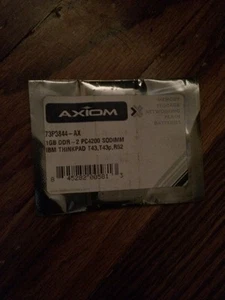 AXIOM
73P3844-AX
1GB DDR-2 PC4200 SODIMM
IBM THINKPAD T43,T43p,R52